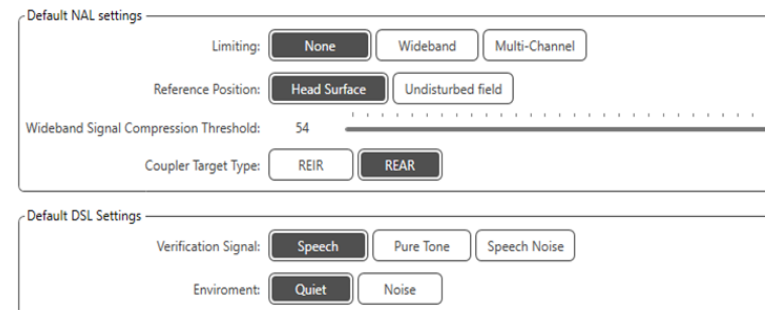 Default NAL settings
Limiting: None Wideband Multi-Channel
Reference Position: Head Surface Undisturbed field
Wideband Signal Compression Threshold: 54
Coupler Target Type: REIR REAR
Default DSL Settings
Verification Signal: Speech Pure Tone Speech Noise
Enviroment: Quiet Noise